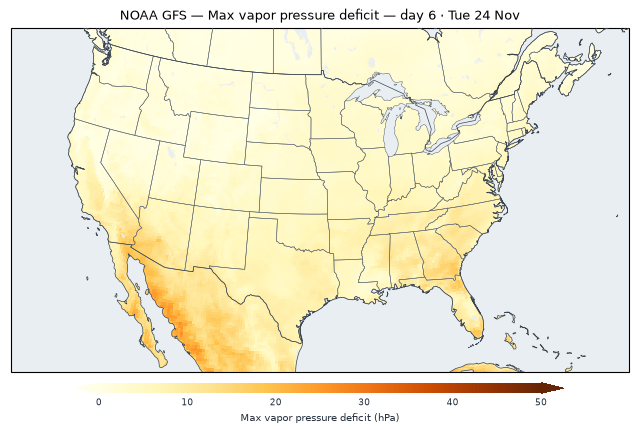 NOAA GFS — Max vapor pressure deficit — day 6 · Tue 24 Nov
0 10 20 30 40 50
Max vapor pressure deficit (hPa)